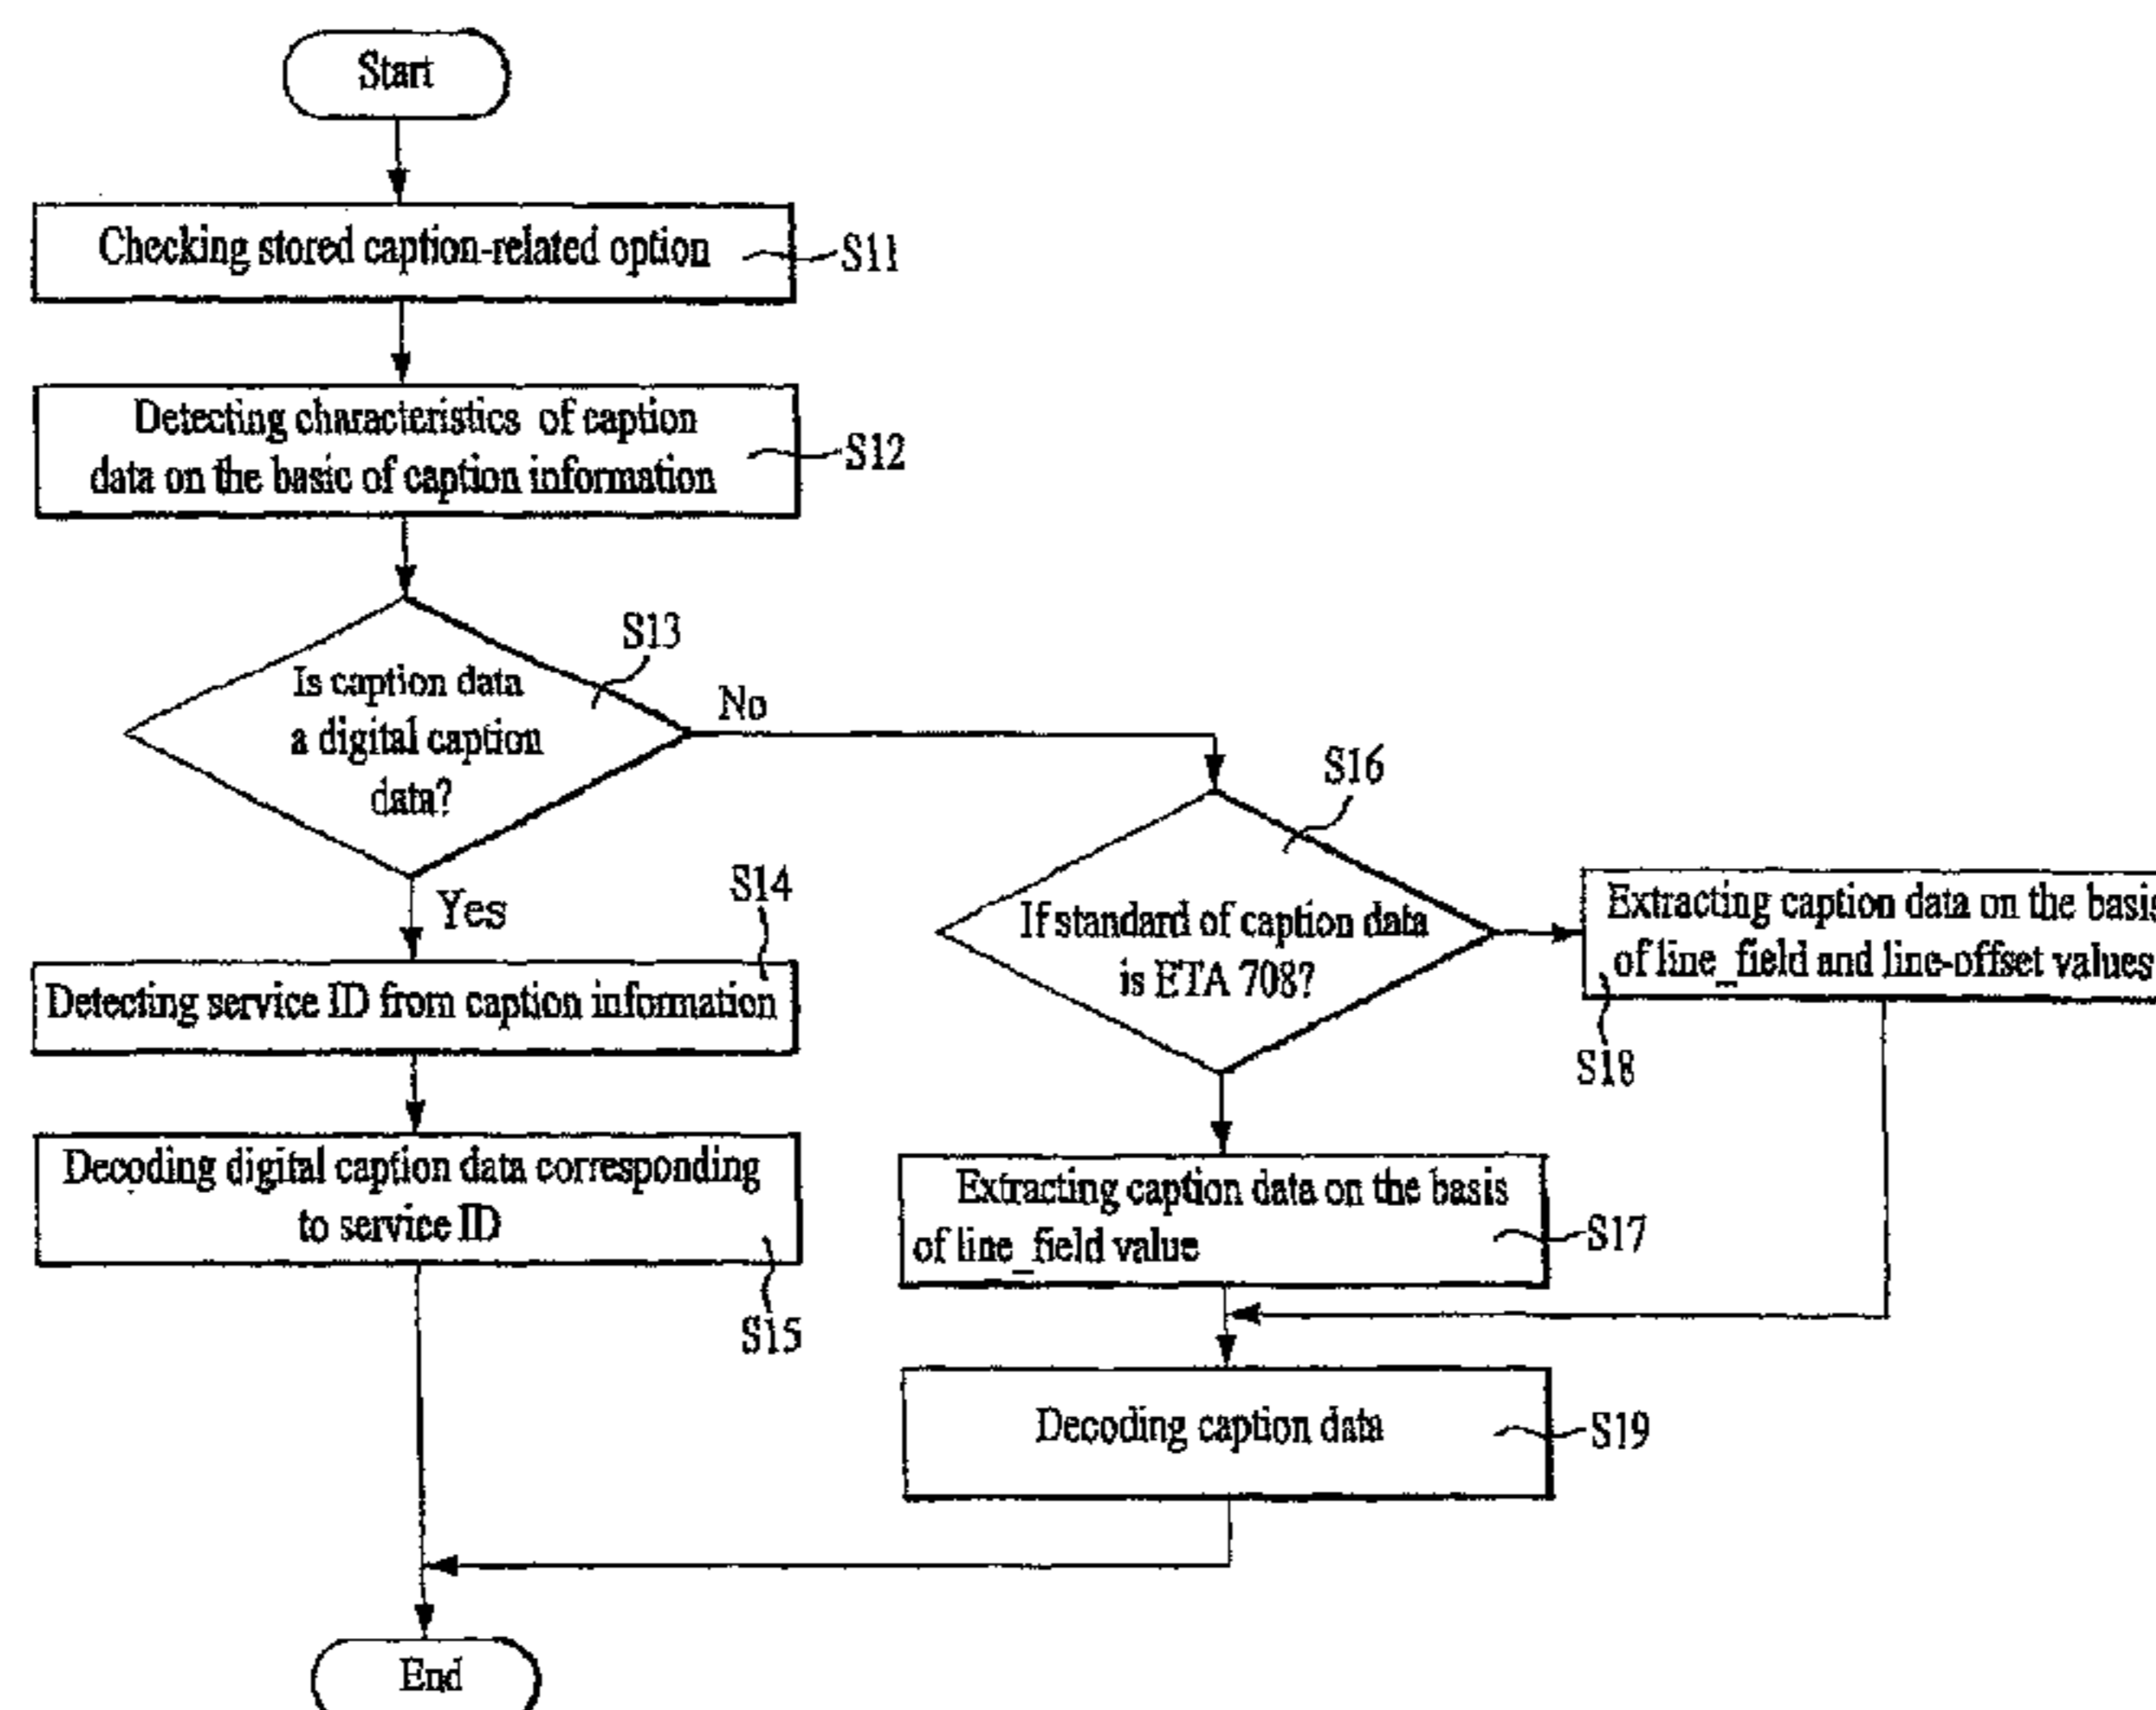 Start
Checking stored caption-related option
S11
Detecting characteristics of caption
data on the basic of caption information
S12
S13
Is caption data
a digital caption
data?
No
Yes
S14
Detecting service ID from caption information
Decoding digital caption data corresponding
to service ID
S15
S16
If standard of caption data
is ETA 708?
Extracting caption data on the basis
of line_field and line-offset values
S18
Extracting caption data on the basis
of line_field value
S17
Decoding caption data
S19
End